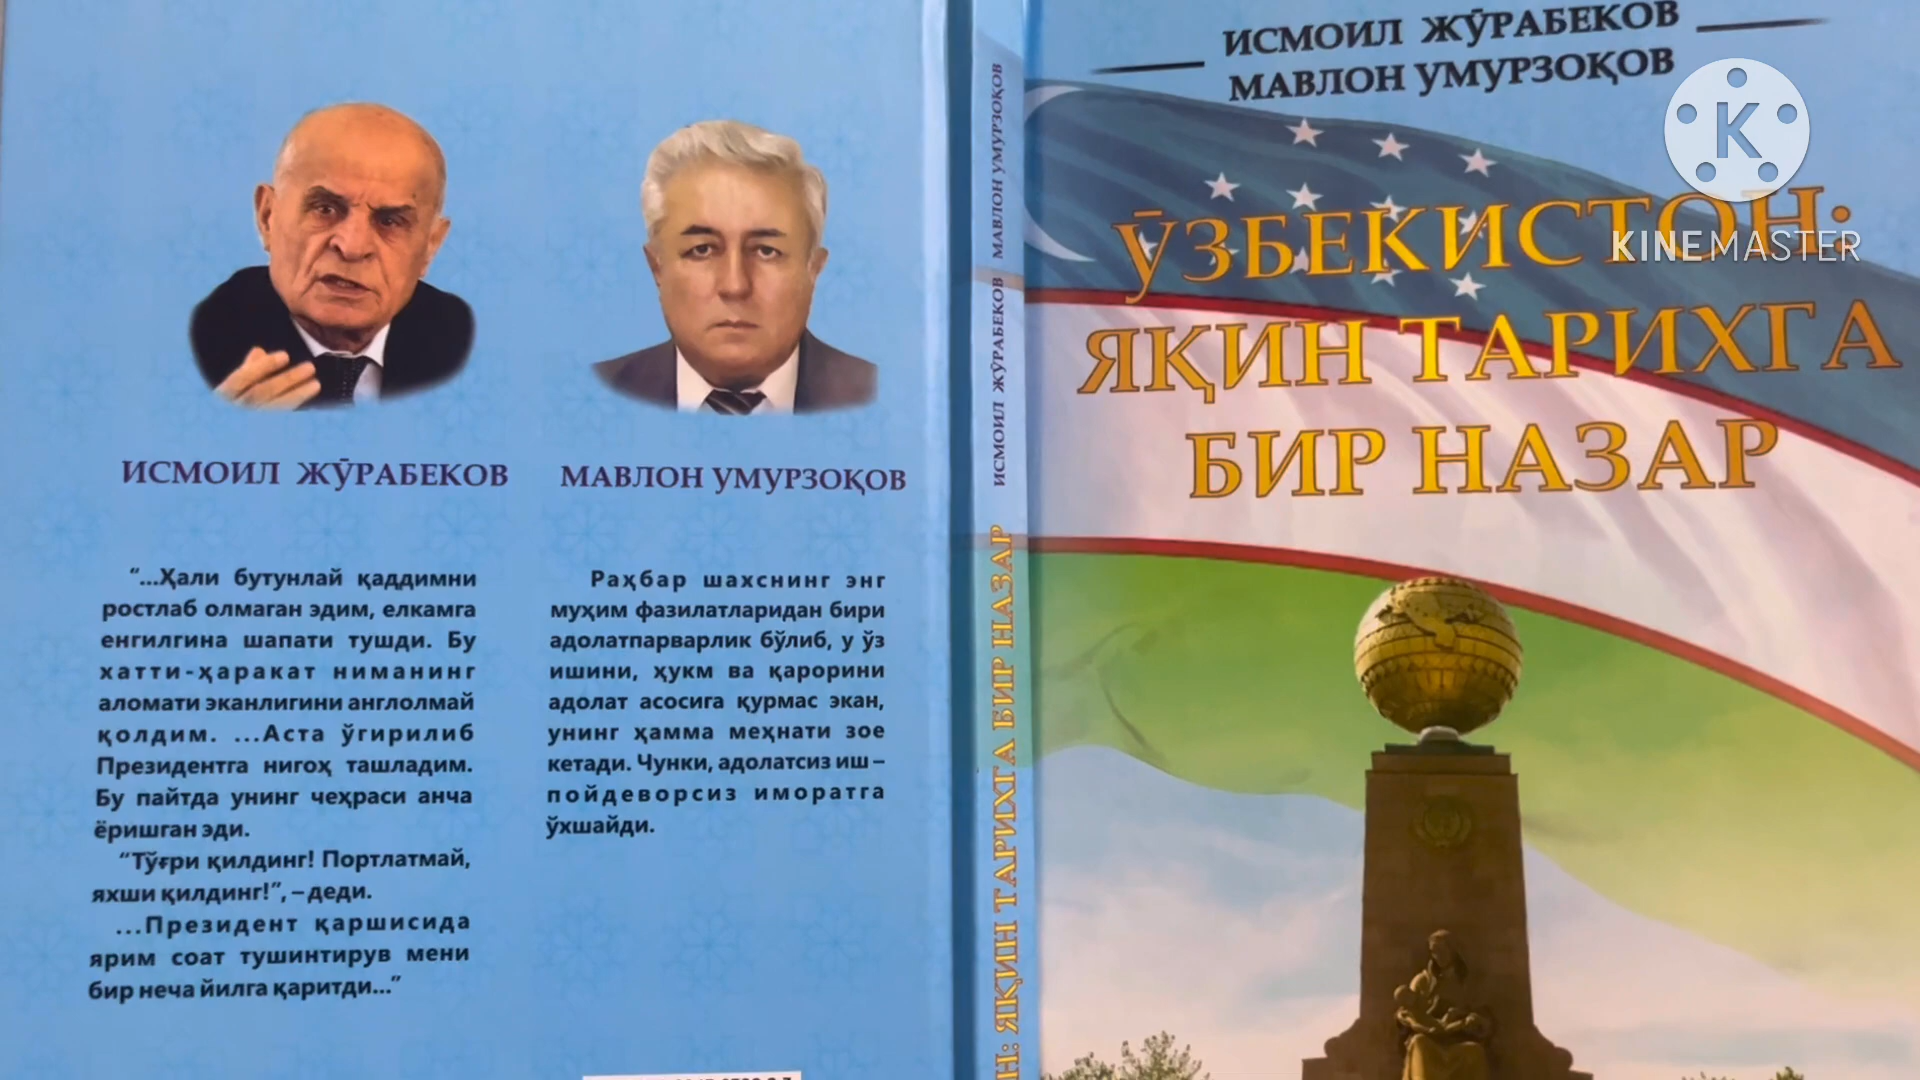 ИСМОИЛ ЖЎРАБЕКОВ
“...Ҳали бутунлай қаддимни
ростлаб олмаган эдим, елкамга
енгилгина шапати тушди. Бу
хатти-ҳаракат ниманинг
аломати эканлигини англолмай
қолдим. ...Аста ўгирилиб
Президентга нигоҳ ташладим.
Бу пайтда унинг чеҳраси анча
ёришган эди.
“Тўғри қилдинг! Портлатмай,
яхши қилдинг!”, – деди.
...Президент қаршисида
ярим соат тушинтирув мени
бир неча йилга қаритди...”
МАВЛОН УМУРЗОҚОВ
Раҳбар шахснинг энг
муҳим фазилатларидан бири
адолатпарварлик бўлиб, у ўз
ишини, ҳукм ва қарорини
адолат асосига қурмас экан,
унинг ҳамма меҳнати зое
кетади. Чунки, адолатсиз иш –
пойдеворсиз иморатга
ўхшайди.
Н: ЯҚИН ТАРИХГА БИР НАЗАР ИСМОИЛ ЖЎРАБЕКОВ МАВЛОН УМУРЗОҚОВ
ИСМОИЛ ЖЎРАБЕКОВ
МАВЛОН УМУРЗОҚОВ
ЎЗБЕКИСТОН:
ЯҚИН ТАРИХГА
БИР НАЗАР
K
KINEMASTER